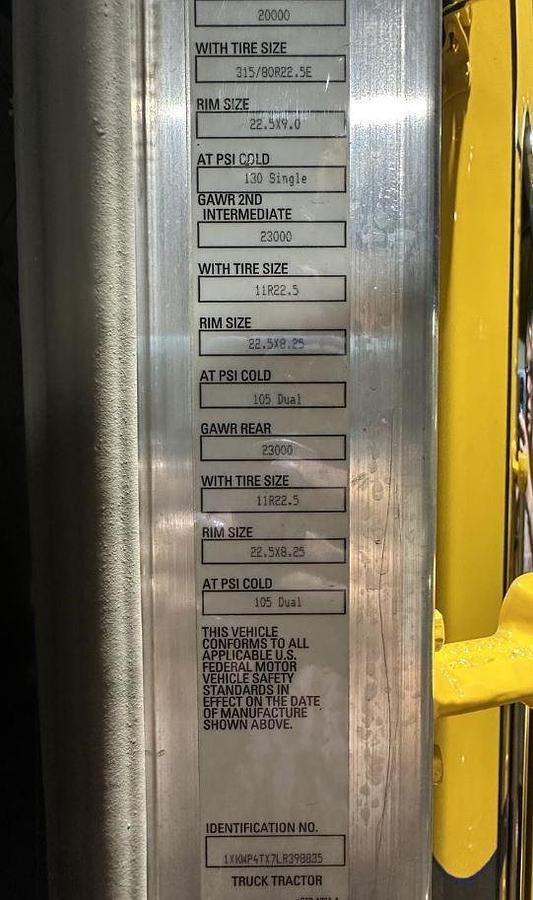 20000
WITH TIRE SIZE
315/80R22.5E
RIM SIZE
22.5X9.0
AT PSI COLD
130 Single
GAWR 2ND
INTERMEDIATE
23000
WITH TIRE SIZE
11R22.5
RIM SIZE
22.5X8.25
AT PSI COLD
105 Dual
GAWR REAR
23000
WITH TIRE SIZE
11R22.5
RIM SIZE
22.5X8.25
AT PSI COLD
105 Dual
THIS VEHICLE
CONFORMS TO ALL
APPLICABLE U.S.
FEDERAL MOTOR
VEHICLE SAFETY
STANDARDS IN
EFFECT ON THE DATE
OF MANUFACTURE
SHOWN ABOVE.
IDENTIFICATION NO.
1XKWP4TX7LR398835
TRUCK TRACTOR